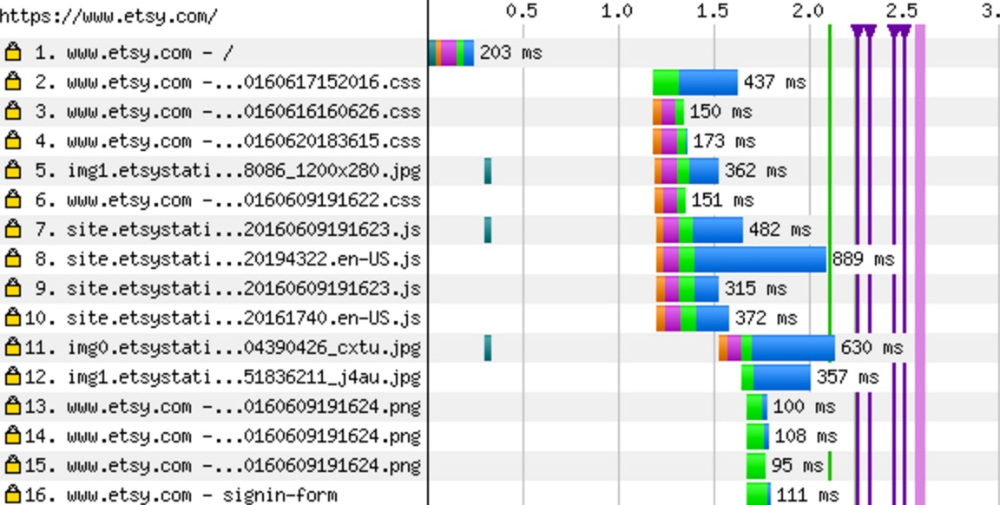 https://www.etsy.com/ 0.5 1.0 1.5 2.0 2.5 3.
1. www.etsy.com - / 203 ms
2. www.etsy.com -...0160617152016.css 437 ms
3. www.etsy.com -...0160616160626.css 150 ms
4. www.etsy.com -...0160620183615.css 173 ms
5. img1.etsystati...8086_1200x280.jpg 362 ms
6. www.etsy.com -...0160609191622.css 151 ms
7. site.etsystati...20160609191623.js 482 ms
8. site.etsystati...20194322.en-US.js 889 ms
9. site.etsystati...20160609191623.js 315 ms
10. site.etsystati...20161740.en-US.js 372 ms
11. img0.etsystati...04390426_cxtu.jpg 630 ms
12. img1.etsystati...51836211_j4au.jpg 357 ms
13. www.etsy.com -...0160609191624.png 100 ms
14. www.etsy.com -...0160609191624.png 108 ms
15. www.etsy.com -...0160609191624.png 95 ms
16. www.etsy.com - signin-form 111 ms